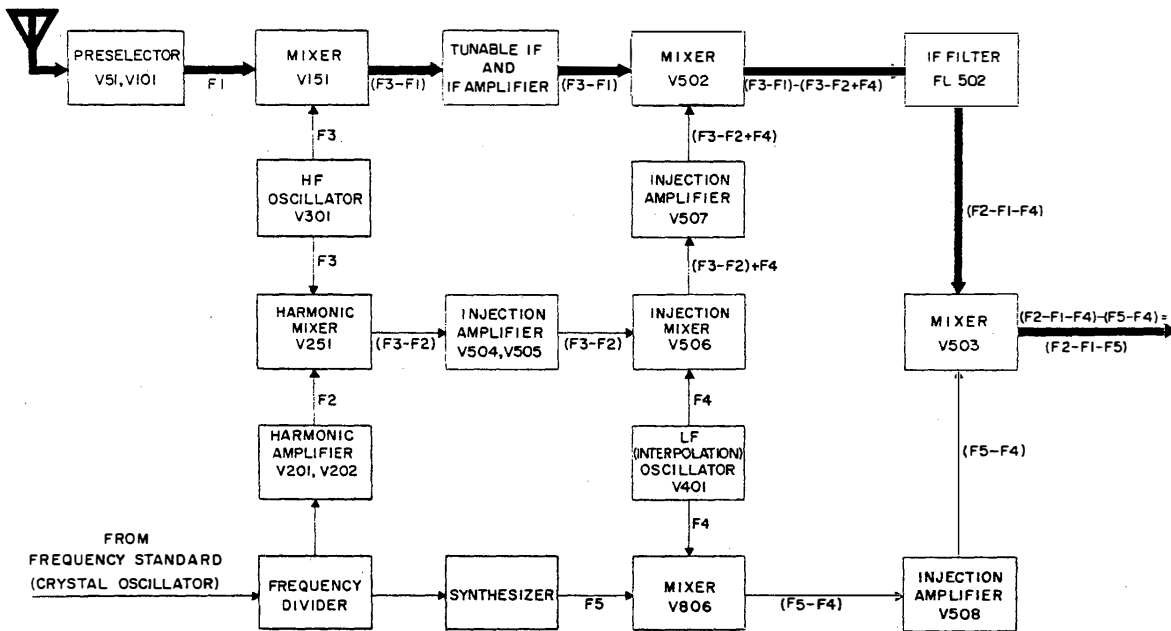 PRESELECTOR
V51, V101
F1
MIXER
V151
(F3-F1)
TUNABLE IF
AND
IF AMPLIFIER
(F3-F1)
MIXER
V502
(F3-F1)-(F3-F2+F4)
IF FILTER
FL 502
F3
(F3-F2+F4)
HF
OSCILLATOR
V301
INJECTION
AMPLIFIER
V507
(F2-F1-F4)
F3
(F3-F2)+F4
HARMONIC
MIXER
V251
(F3-F2)
INJECTION
AMPLIFIER
V504, V505
(F3-F2)
INJECTION
MIXER
V506
MIXER
V503
(F2-F1-F4)-(F5-F4) =
(F2-F1-F5)
F2
F4
HARMONIC
AMPLIFIER
V201, V202
LF
(INTERPOLATION)
OSCILLATOR
V401
(F5-F4)
F4
FROM
FREQUENCY STANDARD
(CRYSTAL OSCILLATOR)
FREQUENCY
DIVIDER
SYNTHESIZER
F5
MIXER
V806
(F5-F4)
INJECTION
AMPLIFIER
V508